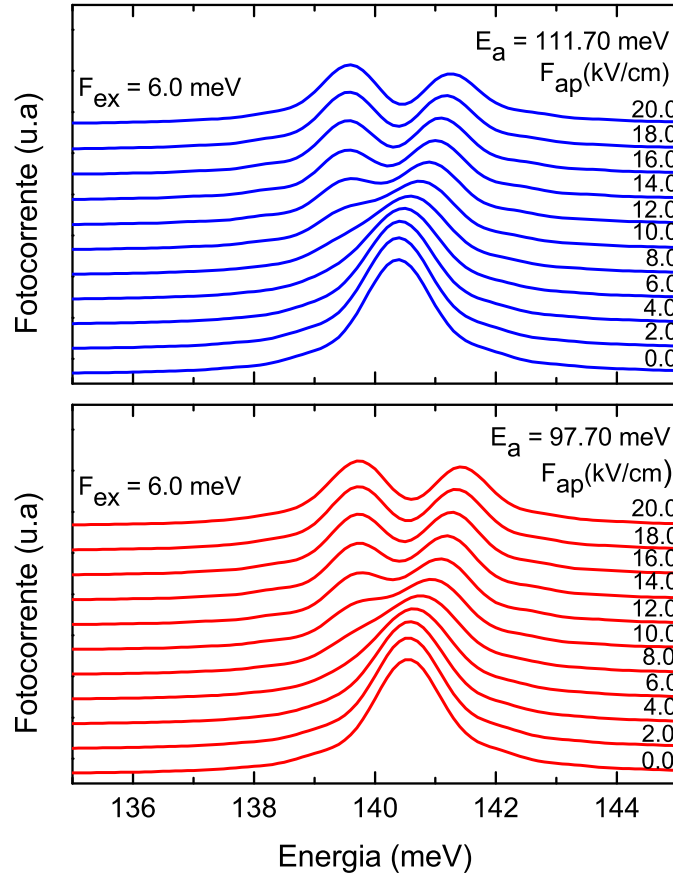 E_a = 111.70 meV
F_ex = 6.0 meV
F_ap(kV/cm)
20.0
18.0
16.0
14.0
12.0
10.0
8.0
6.0
4.0
2.0
0.0
Fotocorrente (u.a)
E_a = 97.70 meV
F_ex = 6.0 meV
F_ap(kV/cm)
20.0
18.0
16.0
14.0
12.0
10.0
8.0
6.0
4.0
2.0
0.0
Fotocorrente (u.a)
136 138 140 142 144
Energia (meV)